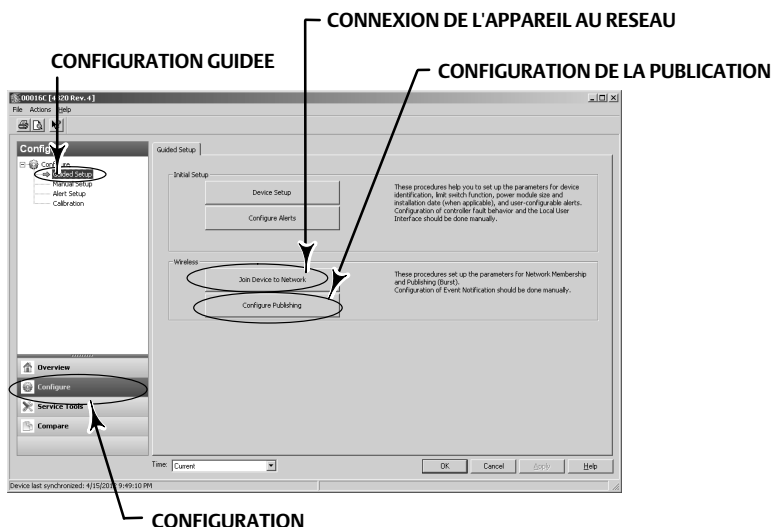 CONNEXION DE L'APPAREIL AU RESEAU
CONFIGURATION GUIDEE
CONFIGURATION DE LA PUBLICATION
00016C [4320 Rev. 4]
File Actions Help
Configure
Guided Setup
Configure
Guided Setup
Manual Setup
Alert Setup
Calibration
Initial Setup
Device Setup
Configure Alerts
These procedures help you to set up the parameters for device
identification, limit switch function, power module size and
installation date (when applicable), and user-configurable alerts.
Configuration of controller fault behavior and the Local User
Interface should be done manually.
Wireless
Join Device to Network
Configure Publishing
These procedures set up the parameters for Network Membership
and Publishing (Burst).
Configuration of Event Notification should be done manually.
Overview
Configure
Service Tools
Compare
Time: Current
OK Cancel Apply Help
Device last synchronized: 4/15/2012 9:49:10 PM
CONFIGURATION